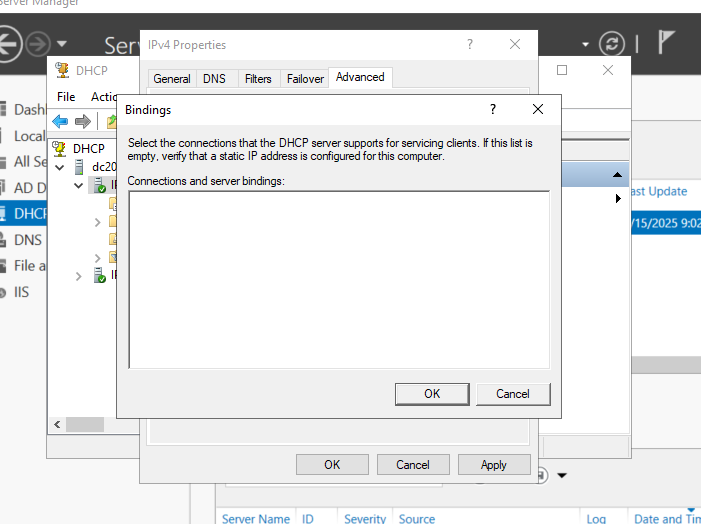 Server Manager
IPv4 Properties
DHCP
General DNS Filters Failover Advanced
File
Bindings
Select the connections that the DHCP server supports for servicing clients. If this list is
empty, verify that a static IP address is configured for this computer.
Connections and server bindings:
DHCP
dc20
Dash
Local
All Se
AD D
DHCP
DNS
File a
IIS
ast Update
/15/2025 9:02
OK Cancel
OK Cancel Apply
Server Name ID Severity Source Log Date and Tim